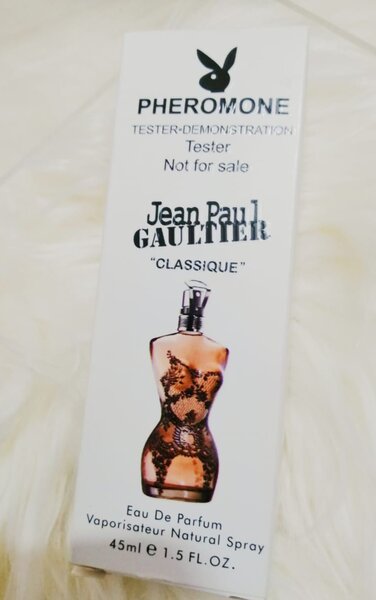 PHEROMONE
TESTER-DEMONSTRATION
Tester
Not for sale
Jean Paul
GAULTIER
"CLASSIQUE"
Eau De Parfum
Vaporisateur Natural Spray
45ml e 1.5 FL.OZ.